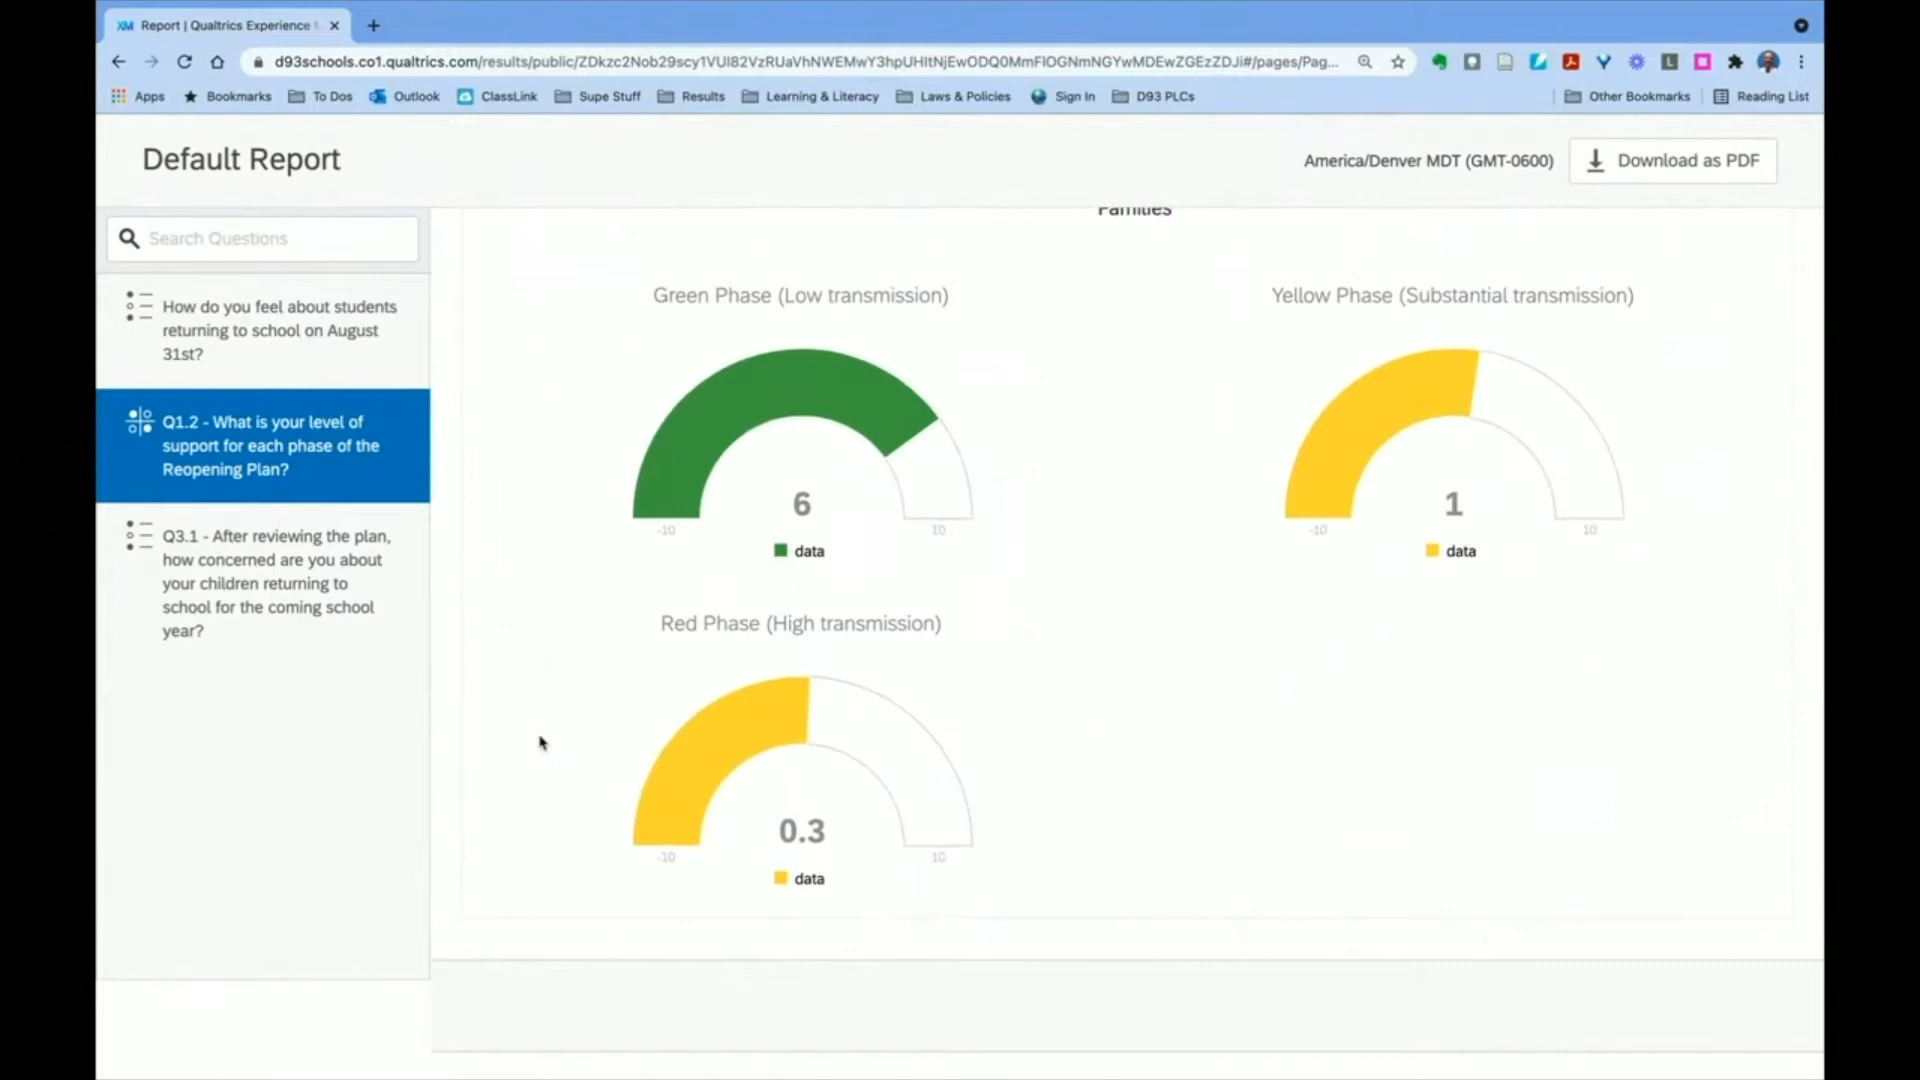 XM Report | Qualtrics Experience
d93schools.co1.qualtrics.com/results/public/ZDkzc2Nob29scy1VUl82VzRUaVhNWEMwY3hpUHItNjEwODQ0MmFlOGNmNGYwMDEwZGEzZDJi#/pages/Pag...
Apps Bookmarks To Dos Outlook ClassLink Supe Stuff Results Learning & Literacy Laws & Policies Sign In D93 PLCs Other Bookmarks Reading List
Default Report
America/Denver MDT (GMT-0600)
Download as PDF
Search Questions
How do you feel about students
returning to school on August
31st?
Q1.2 - What is your level of
support for each phase of the
Reopening Plan?
Q3.1 - After reviewing the plan,
how concerned are you about
your children returning to
school for the coming school
year?
Families
Green Phase (Low transmission)
6
-10 10
data
Yellow Phase (Substantial transmission)
1
-10 10
data
Red Phase (High transmission)
0.3
-10 10
data